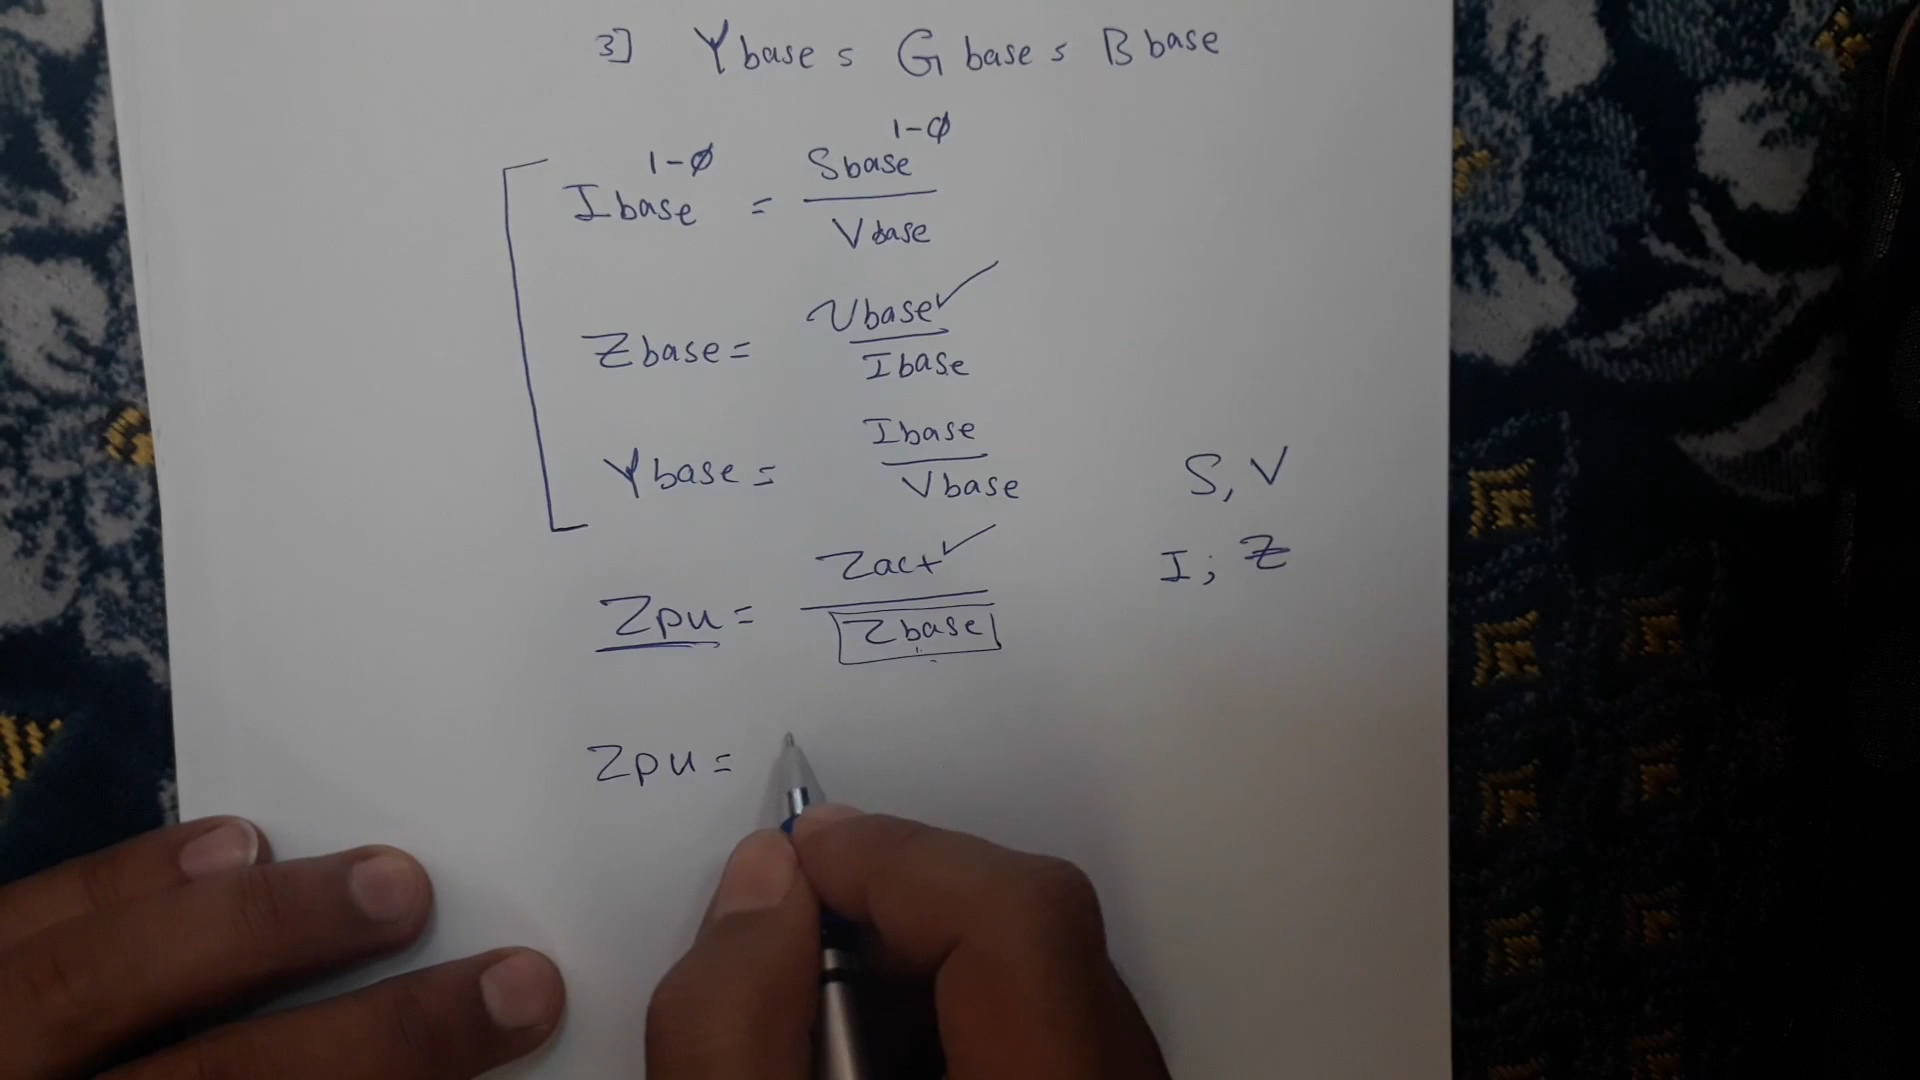 3] Ybase = Gbase = Bbase
1-Ø
Ibase = Sbase 1-Ø
Vbase
Zbase = Vbase ✓
Ibase
Ybase = Ibase
Vbase
S, V
Zpu = Zact ✓
Zbase
I ; Z
Zpu =